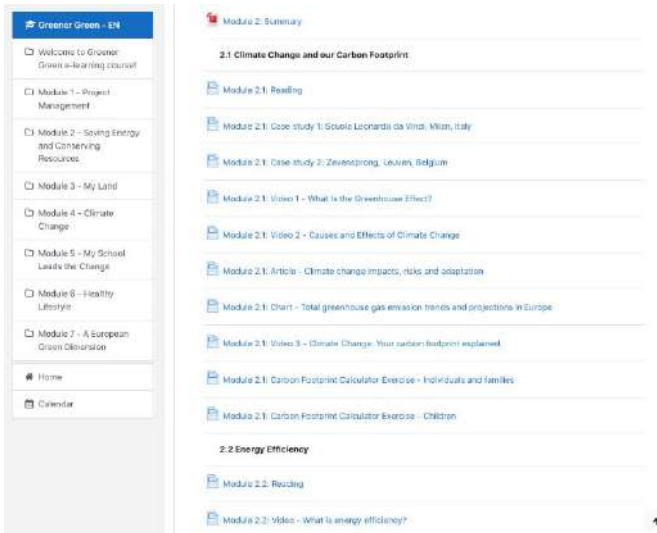 Greener Green - EN
Welcome to Greener
Green e-learning course!
Module 1 - Project
Management
Module 2 - Saving Energy
and Conserving
Resources
Module 3 - My Land
Module 4 - Climate
Change
Module 5 - My School
Leads the Change
Module 6 - Healthy
Lifestyle
Module 7 - A European
Green Dimension
Home
Calendar
Module 2: Summary
2.1 Climate Change and our Carbon Footprint
Module 2.1: Reading
Module 2.1: Case study 1: Scuola Leonardo da Vinci, Milan, Italy
Module 2.1: Case study 2: Zevensprong, Leuven, Belgium
Module 2.1: Video 1 - What is the Greenhouse Effect?
Module 2.1: Video 2 - Causes and Effects of Climate Change
Module 2.1: Article - Climate change impacts, risks and adaptation
Module 2.1: Chart - Total greenhouse gas emission trends and projections in Europe
Module 2.1: Video 3 - Climate Change: Your carbon footprint explained
Module 2.1: Carbon Footprint Calculator Exercise - Individuals and families
Module 2.1: Carbon Footprint Calculator Exercise - Children
2.2 Energy Efficiency
Module 2.2: Reading
Module 2.2: Video - What is energy efficiency?